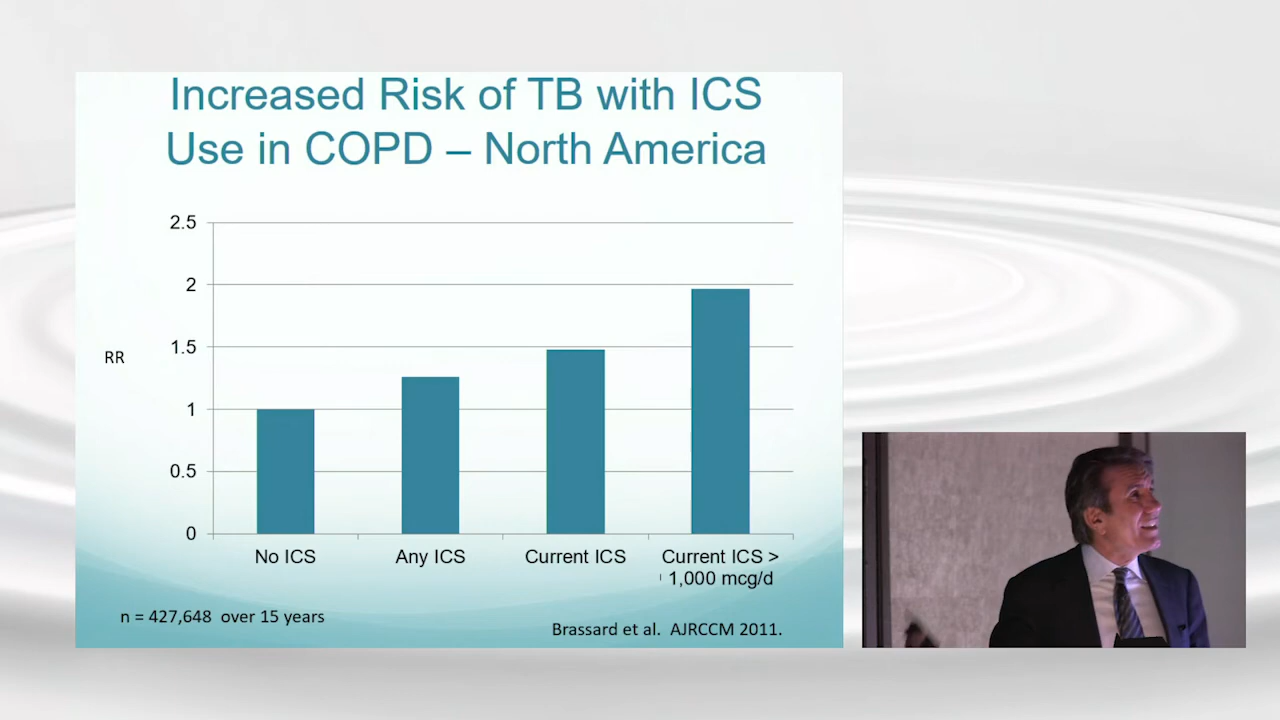 Increased Risk of TB with ICS
Use in COPD – North America
2.5
2
1.5
RR
1
0.5
0
No ICS
Any ICS
Current ICS
Current ICS >
1,000 mcg/d
n = 427,648 over 15 years
Brassard et al. AJRCCM 2011.